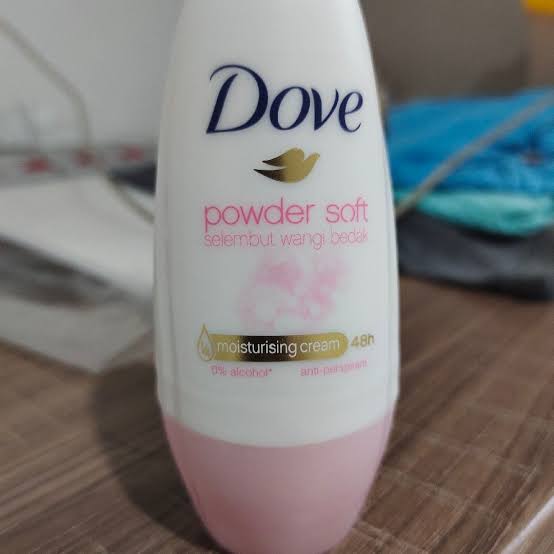 Dove
powder soft
selembut wangi bedak
moisturising cream 48h
0% alcohol* anti-perspirant